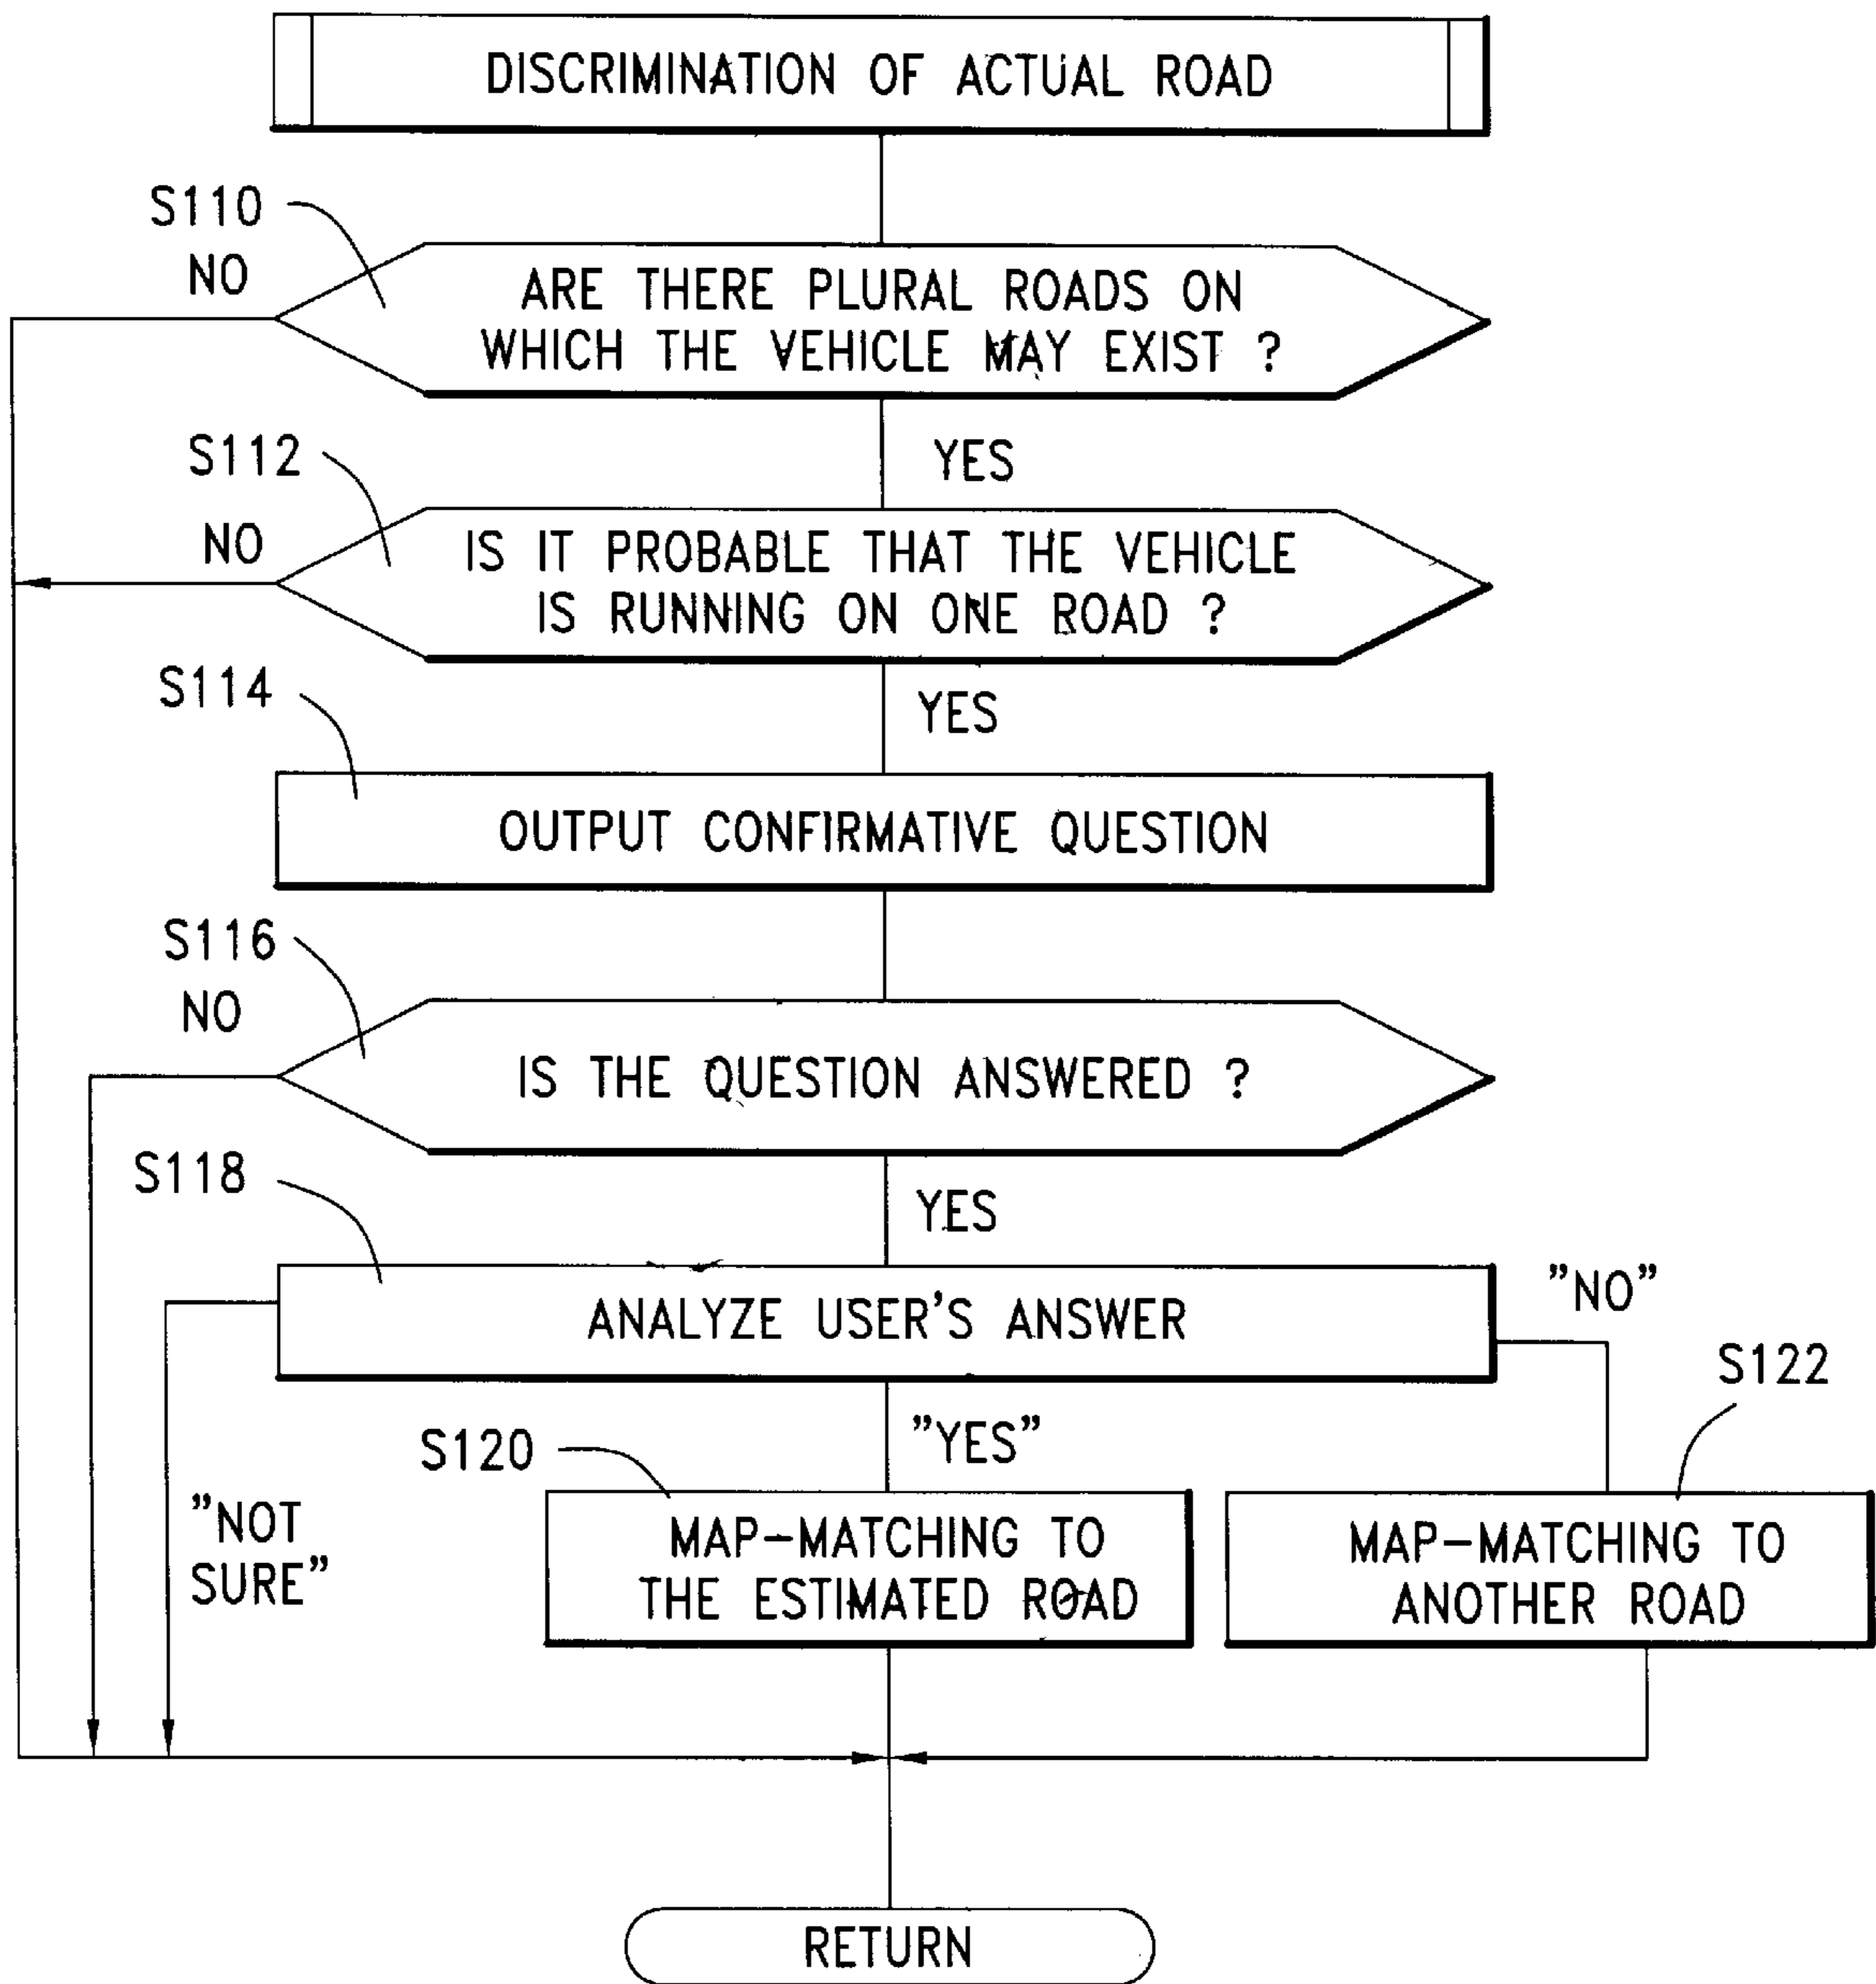 DISCRIMINATION OF ACTUAL ROAD
S110
NO
ARE THERE PLURAL ROADS ON
WHICH THE VEHICLE MAY EXIST ?
YES
S112
NO
IS IT PROBABLE THAT THE VEHICLE
IS RUNNING ON ONE ROAD ?
YES
S114
OUTPUT CONFIRMATIVE QUESTION
S116
NO
IS THE QUESTION ANSWERED ?
YES
S118
ANALYZE USER'S ANSWER
"NO"
S122
"YES"
S120
"NOT
SURE"
MAP-MATCHING TO
THE ESTIMATED ROAD
MAP-MATCHING TO
ANOTHER ROAD
RETURN